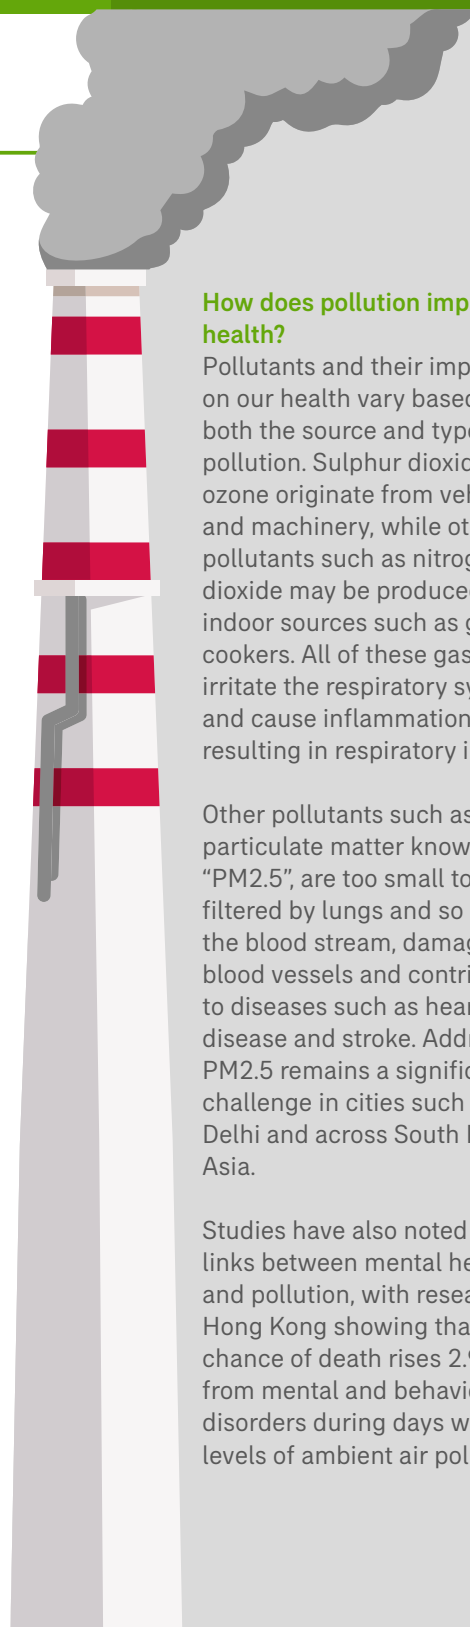 How does pollution imp
health?
Pollutants and their imp
on our health vary based
both the source and type
pollution. Sulphur dioxid
ozone originate from veh
and machinery, while ot
pollutants such as nitrog
dioxide may be produced
indoor sources such as g
cookers. All of these gas
irritate the respiratory sy
and cause inflammation
resulting in respiratory i
Other pollutants such as
particulate matter know
“PM2.5”, are too small to
filtered by lungs and so
the blood stream, damag
blood vessels and contri
to diseases such as hear
disease and stroke. Addr
PM2.5 remains a signific
challenge in cities such
Delhi and across South
Asia.
Studies have also noted
links between mental he
and pollution, with resea
Hong Kong showing tha
chance of death rises 2.
from mental and behavio
disorders during days w
levels of ambient air pol